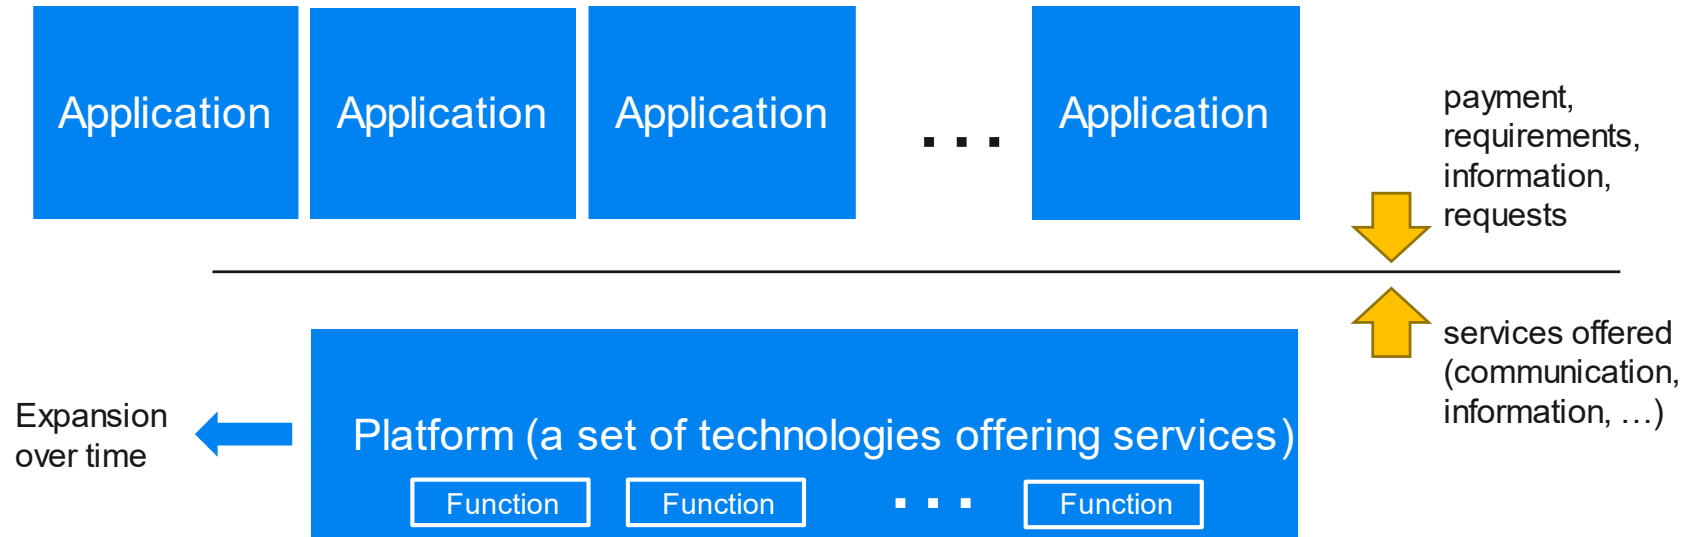 Application
Application
Application
. . .
Application
payment,
requirements,
information,
requests
services offered
(communication,
information, …)
Expansion
over time
Platform (a set of technologies offering services)
Function
Function
. . .
Function